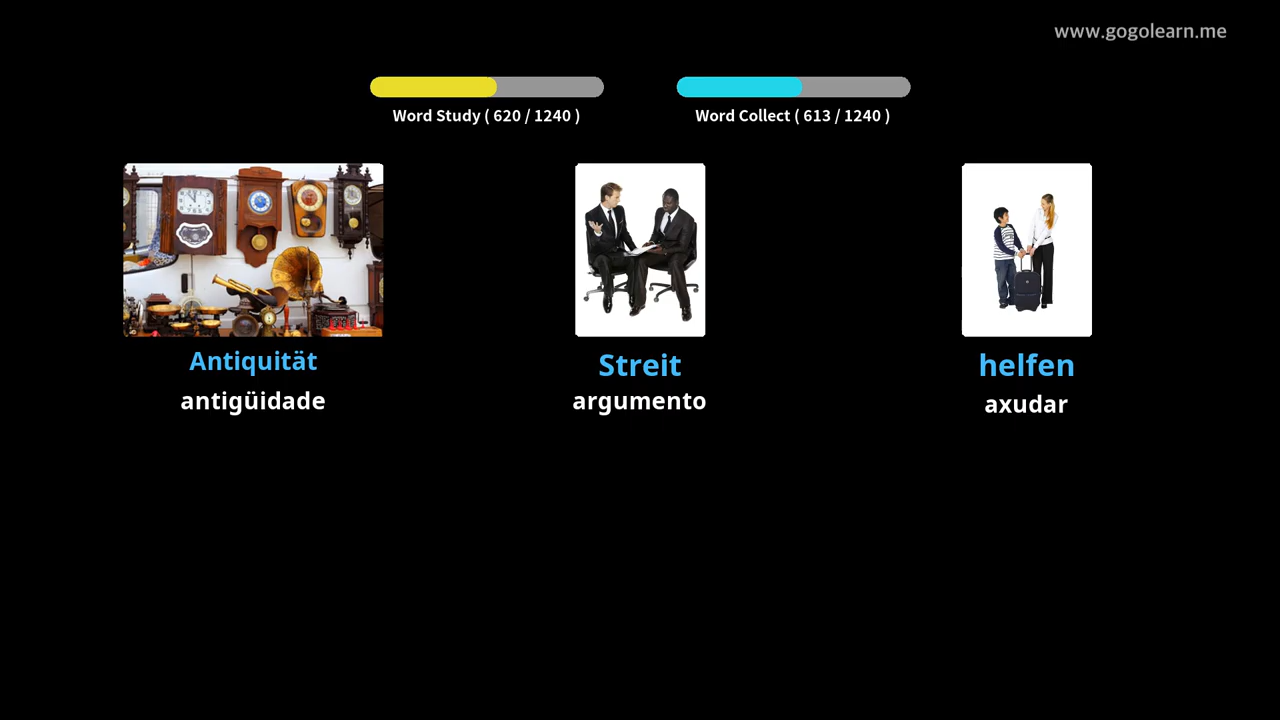 www.gogolearn.me
Word Study ( 620 / 1240 )
Word Collect ( 613 / 1240 )
Antiquität
antigüidade
Streit
argumento
helfen
axudar